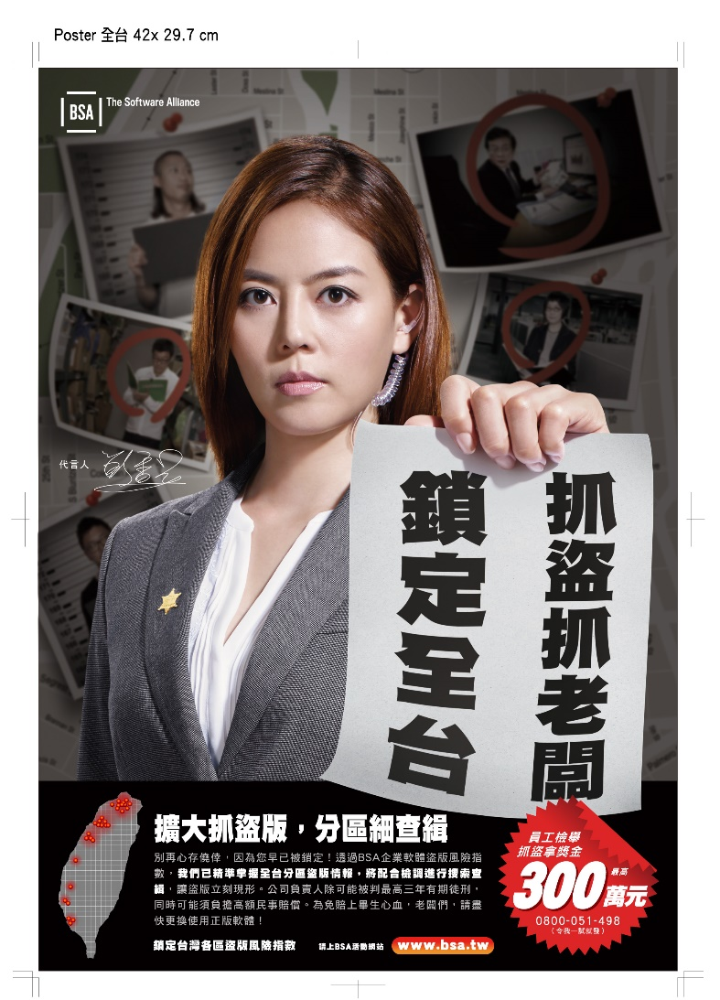 Poster 全台 42x 29.7 cm
BSA
The Software Alliance
代言人
抓盜抓老闆
鎖定全台
擴大抓盜版，分區細查緝
別再心存僥倖，因為您早已被鎖定！透過BSA企業軟體盜版風險指
數，我們已精準掌握全台分區盜版情報，將配合檢調進行搜索查
緝，讓盜版立刻現形。公司負責人除可能被判最高三年有期徒刑，
同時可能須負擔高額民事賠償。為免賠上畢生心血，老闆們，請盡
快更換使用正版軟體！
鎖定台灣各區盜版風險指數
請上BSA活動網站
www.bsa.tw
員工檢舉
抓盜拿獎金
最高
300萬元
0800-051-498
（令我一試就發）